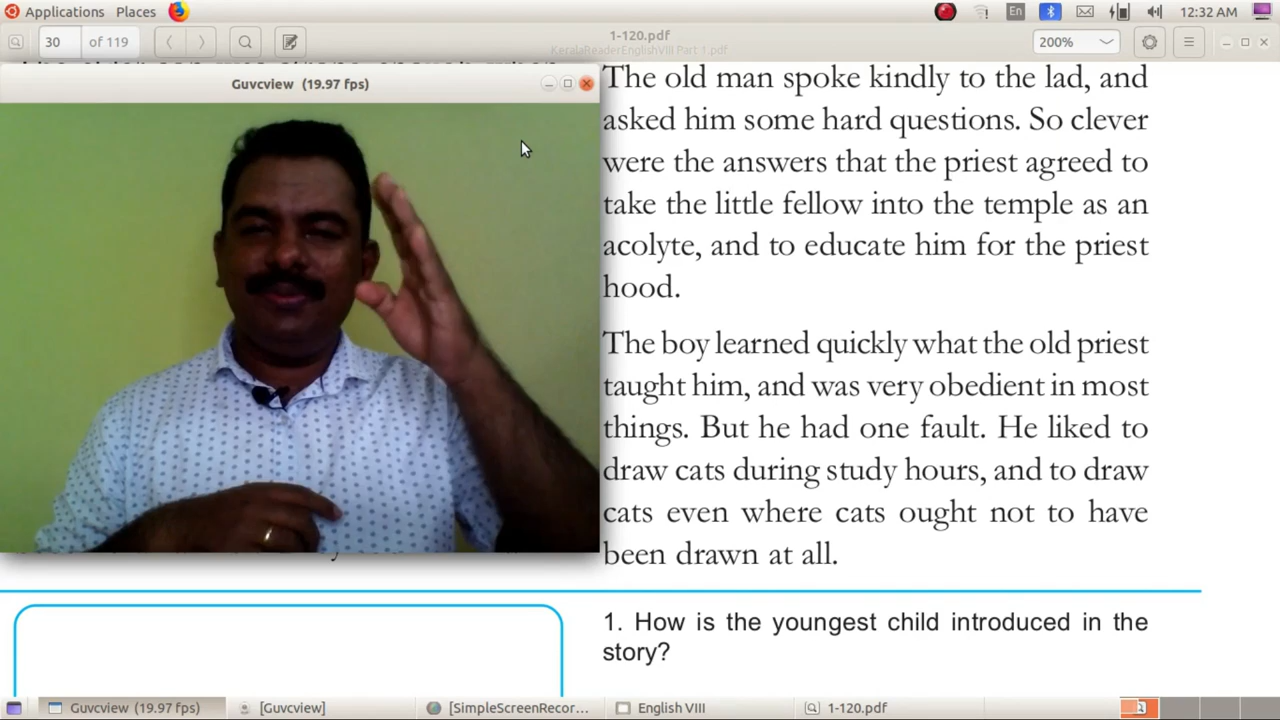 Applications Places En 12:32 AM
30 of 119 1-120.pdf 200%
KeralaReaderEnglishVIII Part 1.pdf
Guvcview (19.97 fps)
The old man spoke kindly to the lad, and
asked him some hard questions. So clever
were the answers that the priest agreed to
take the little fellow into the temple as an
acolyte, and to educate him for the priest
hood.
The boy learned quickly what the old priest
taught him, and was very obedient in most
things. But he had one fault. He liked to
draw cats during study hours, and to draw
cats even where cats ought not to have
been drawn at all.
1. How is the youngest child introduced in the
story?
Guvcview (19.97 fps) [Guvcview] [SimpleScreenRecor... English VIII 1-120.pdf